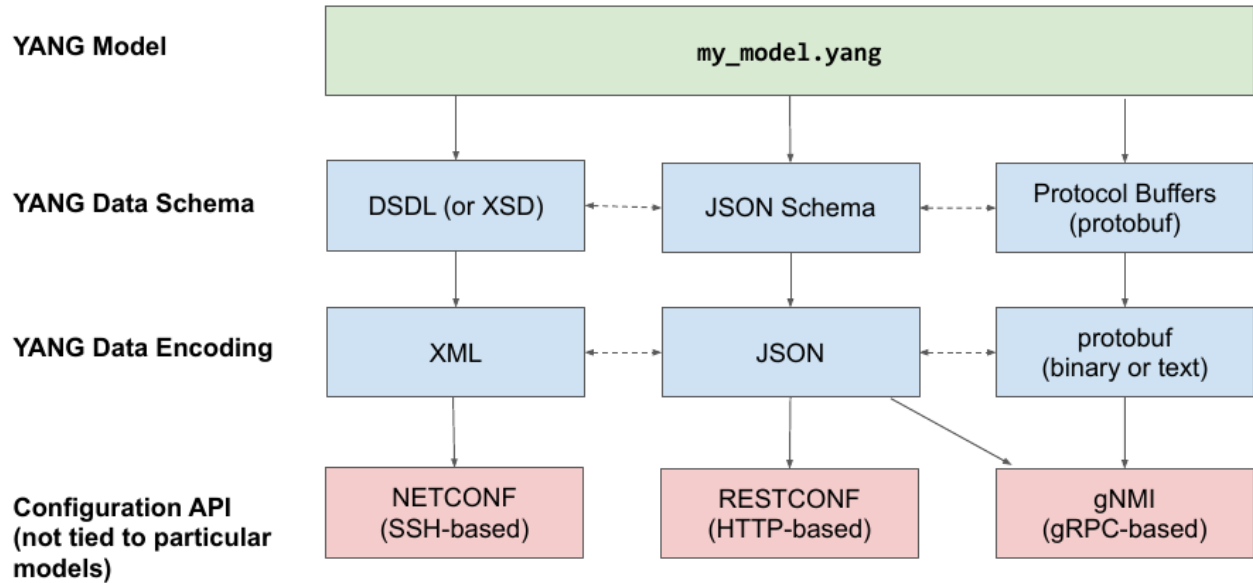 YANG Model
my_model.yang
YANG Data Schema
DSDL (or XSD)
JSON Schema
Protocol Buffers
(protobuf)
YANG Data Encoding
XML
JSON
protobuf
(binary or text)
Configuration API
(not tied to particular
models)
NETCONF
(SSH-based)
RESTCONF
(HTTP-based)
gNMI
(gRPC-based)